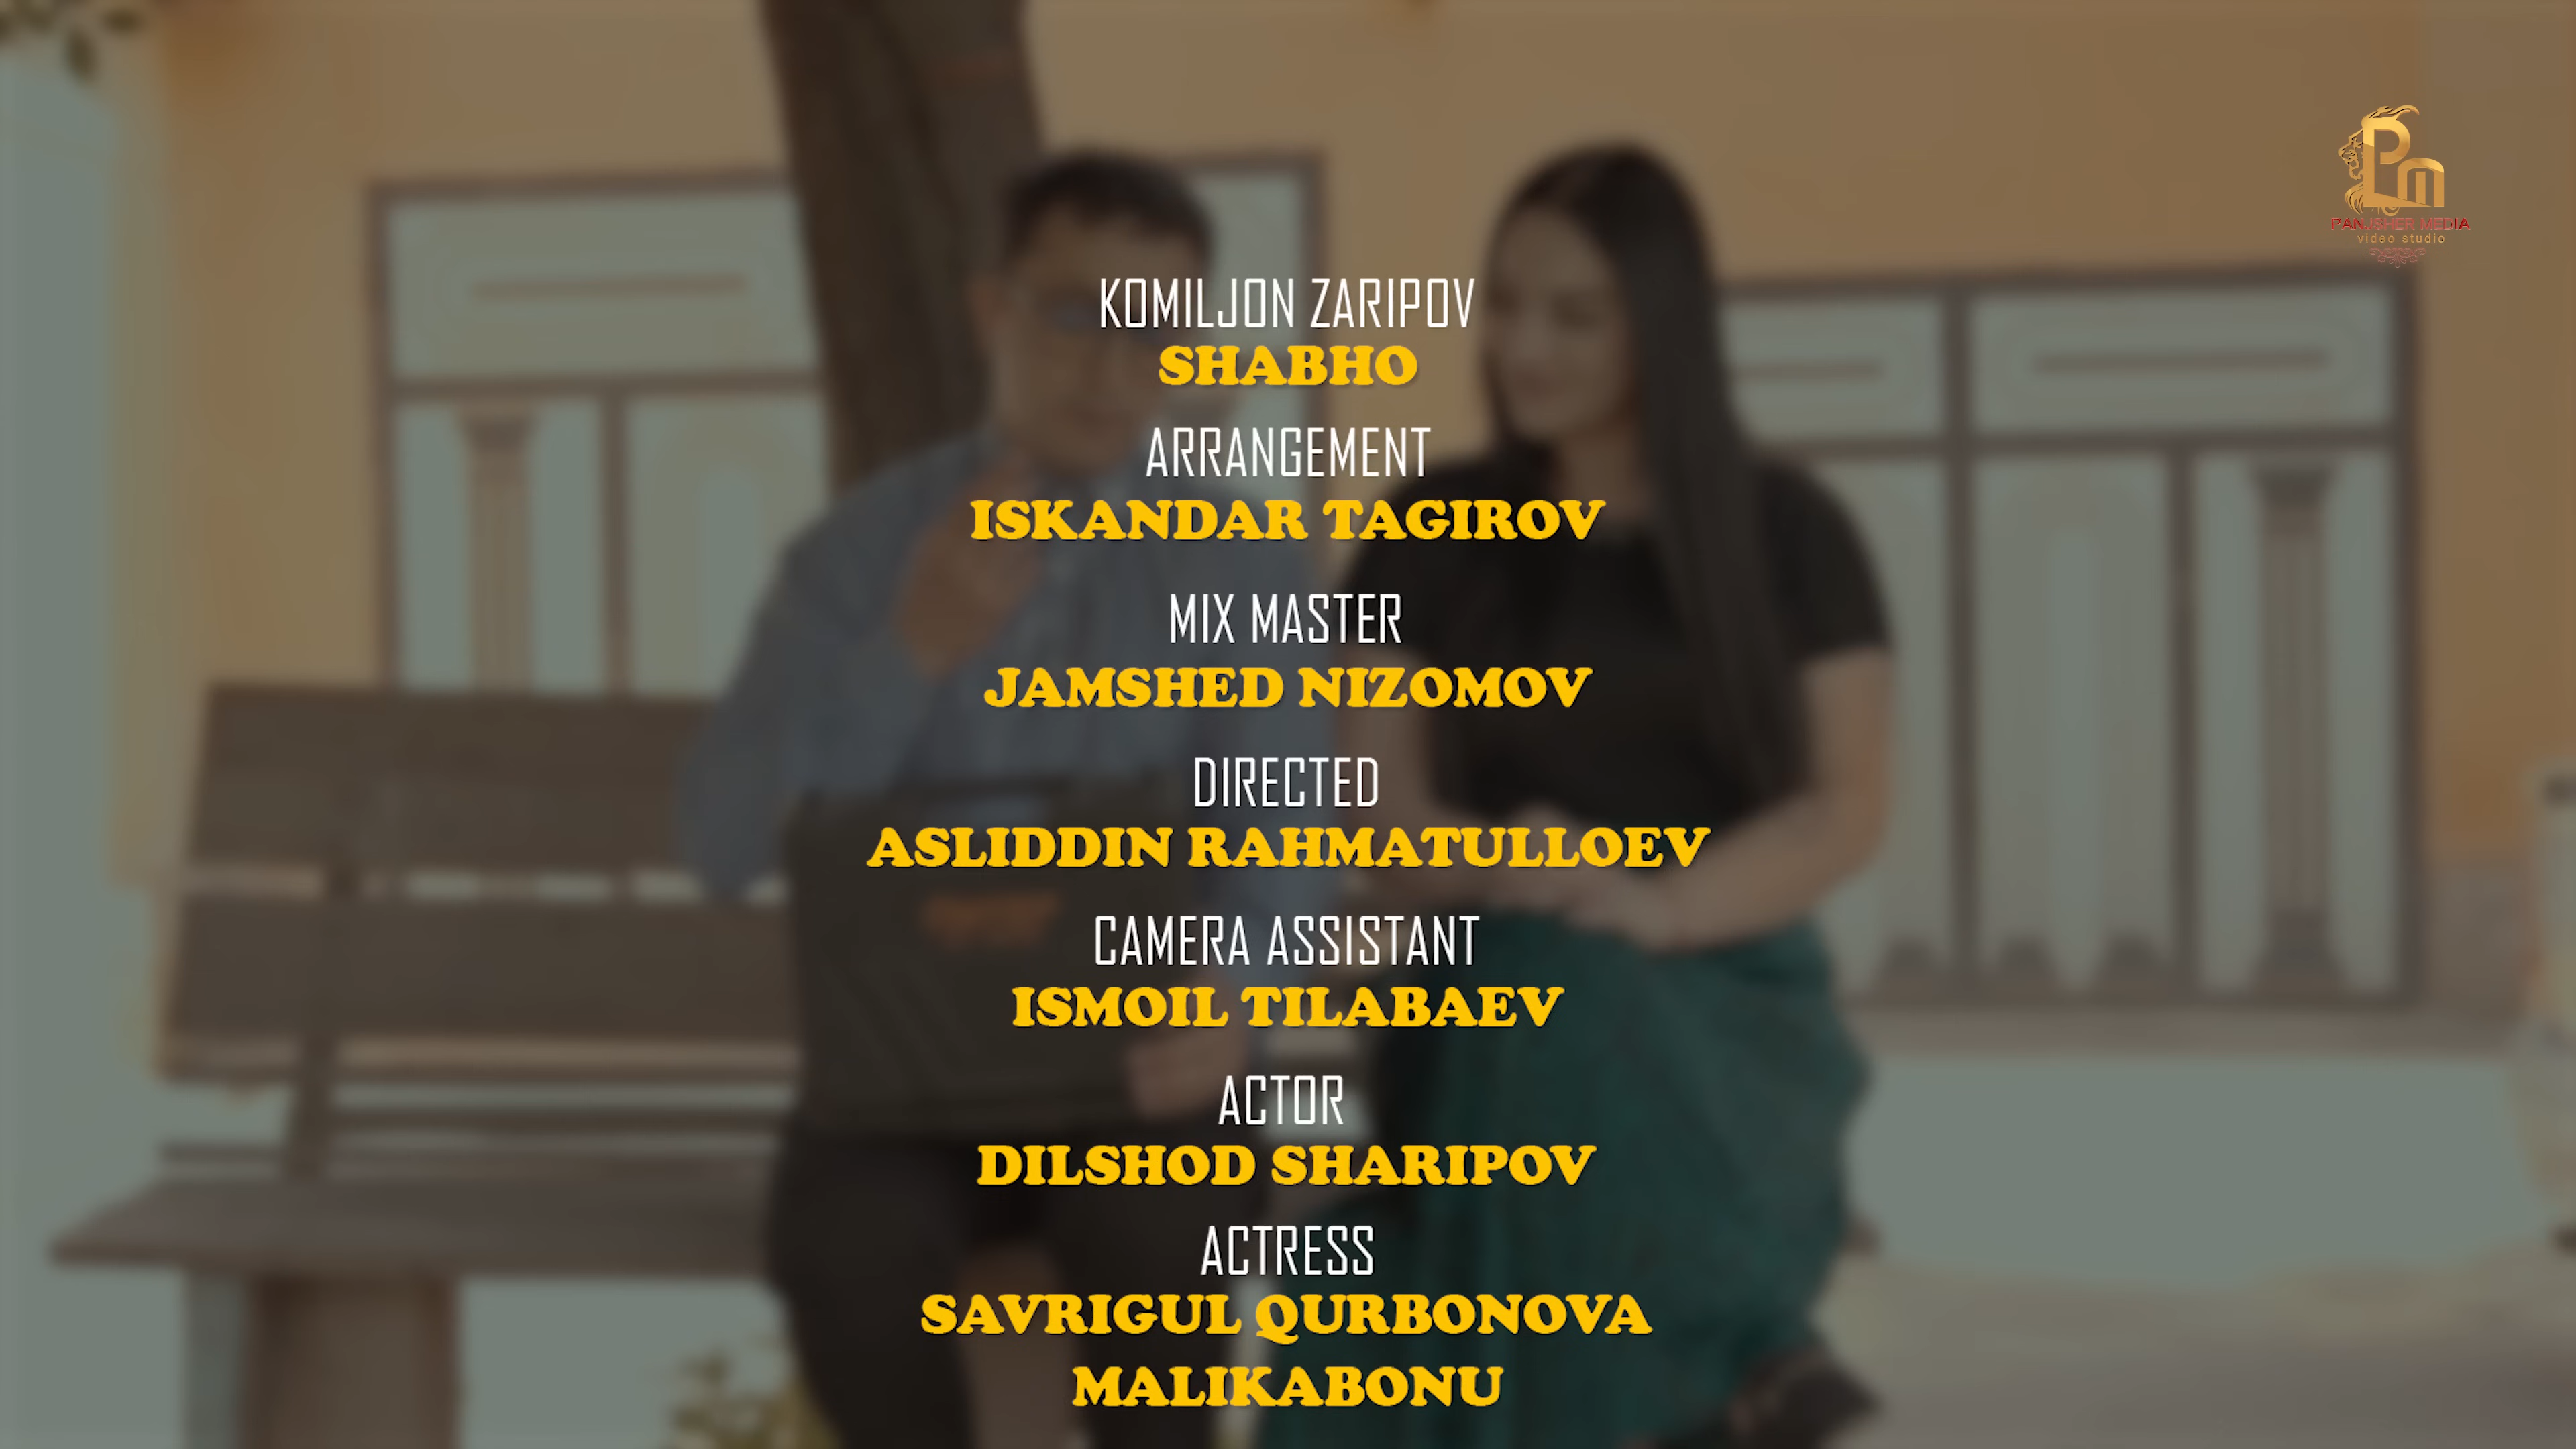 KOMILJON ZARIPOV
SHABHO
ARRANGEMENT
ISKANDAR TAGIROV
MIX MASTER
JAMSHED NIZOMOV
DIRECTED
ASLIDDIN RAHMATULLOEV
CAMERA ASSISTANT
ISMOIL TILABAEV
ACTOR
DILSHOD SHARIPOV
ACTRESS
SAVRIGUL QURBONOVA
MALIKABONU
Pm
PANJSHER MEDIA
video studio